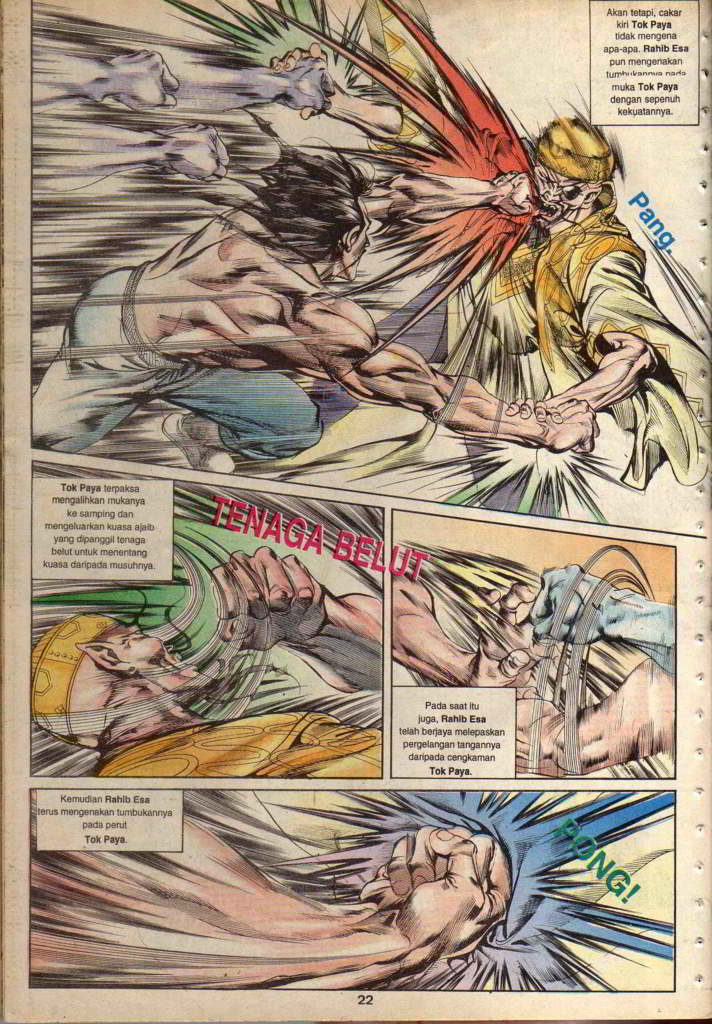 Akan tetapi, cakar
kiri Tok Paya
tidak mengena
apa-apa. Rahib Esa
pun mengenakan
tumbukannya pada
muka Tok Paya
dengan sepenuh
kekuatannya.
Pang.
Tok Paya terpaksa
mengalihkan mukanya
ke samping dan
mengeluarkan kuasa ajaib
yang dipanggil tenaga
belut untuk menentang
kuasa daripada musuhnya.
TENAGA BELUT
Pada saat itu
juga, Rahib Esa
telah berjaya melepaskan
pergelangan tangannya
daripada cengkaman
Tok Paya.
Kemudian Rahib Esa
terus mengenakan tumbukannya
pada perut
Tok Paya.
PONG!
22